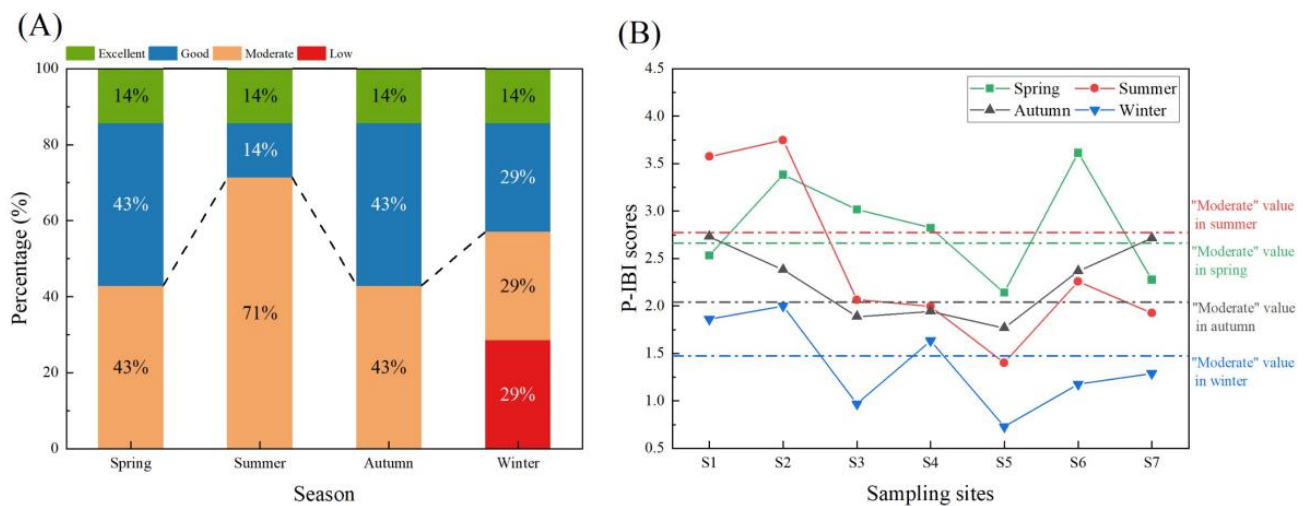 (A)
Excellent Good Moderate Low
100
80
60
40
20
0
Percentage (%)
14% 14% 14% 14%
43% 14% 43% 29%
43% 71% 43% 29%
29%
Spring Summer Autumn Winter
Season
(B)
4.5
4.0
3.5
3.0
2.5
2.0
1.5
1.0
0.5
P-IBI scores
Spring Summer
Autumn Winter
"Moderate" value
in summer
"Moderate" value
in spring
"Moderate" value
in autumn
"Moderate" value
in winter
S1 S2 S3 S4 S5 S6 S7
Sampling sites